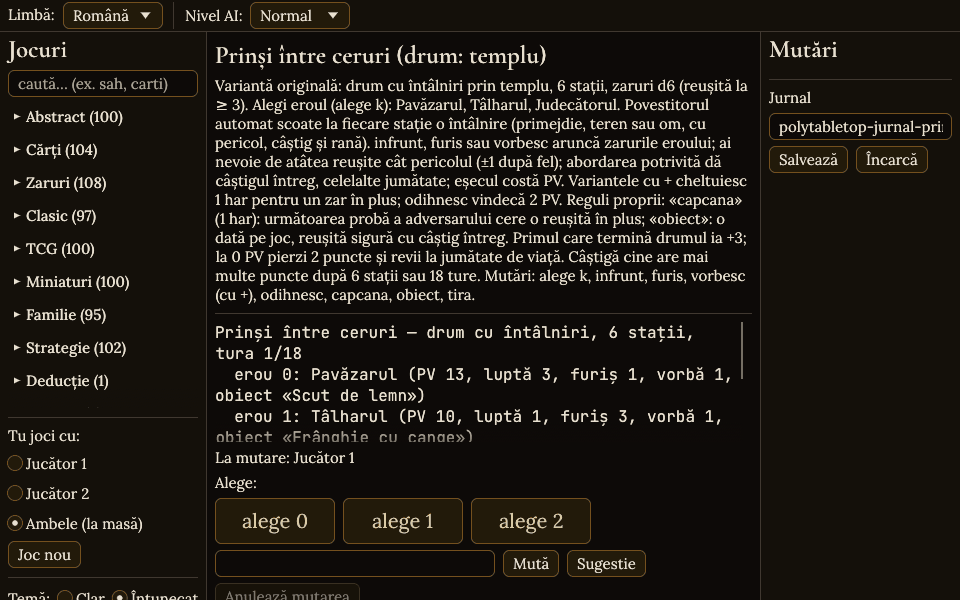 Limbă: Română ▼ Nivel AI: Normal ▼
Jocuri
caută... (ex. sah, carti)
▸ Abstract (100)
▸ Cărți (104)
▸ Zaruri (108)
▸ Clasic (97)
▸ TCG (100)
▸ Miniaturi (100)
▸ Familie (95)
▸ Strategie (102)
▸ Deducție (1)
Tu joci cu:
Jucător 1
Jucător 2
Ambele (la masă)
Joc nou
Temă: Clar Întunecat
Prinși între ceruri (drum: templu)
Variantă originală: drum cu întâlniri prin templu, 6 stații, zaruri d6 (reușită la
≥ 3). Alegi eroul (alege k): Pavăzarul, Tâlharul, Judecătorul. Povestitorul
automat scoate la fiecare stație o întâlnire (primejdie, teren sau om, cu
pericol, câștig și rană). infrunt, furis sau vorbesc aruncă zarurile eroului; ai
nevoie de atâtea reușite cât pericolul (±1 după fel); abordarea potrivită dă
câștigul întreg, celelalte jumătate; eșecul costă PV. Variantele cu + cheltuiesc
1 har pentru un zar în plus; odihnesc vindecă 2 PV. Reguli proprii: «capcana»
(1 har): următoarea probă a adversarului cere o reușită în plus; «obiect»: o
dată pe joc, reușită sigură cu câștig întreg. Primul care termină drumul ia +3;
la 0 PV pierzi 2 puncte și revii la jumătate de viață. Câștigă cine are mai
multe puncte după 6 stații sau 18 ture. Mutări: alege k, infrunt, furis, vorbesc
(cu +), odihnesc, capcana, obiect, tira.
Prinși între ceruri — drum cu întâlniri, 6 stații,
tura 1/18
erou 0: Pavăzarul (PV 13, luptă 3, furiș 1, vorbă 1,
obiect «Scut de lemn»)
erou 1: Tâlharul (PV 10, luptă 1, furiș 3, vorbă 1,
obiect «Frânghie cu cange»)
La mutare: Jucător 1
Alege:
alege 0 alege 1 alege 2
Mută Sugestie
Anulează mutarea
Mutări
Jurnal
polytabletop-jurnal-pri
Salvează Încarcă